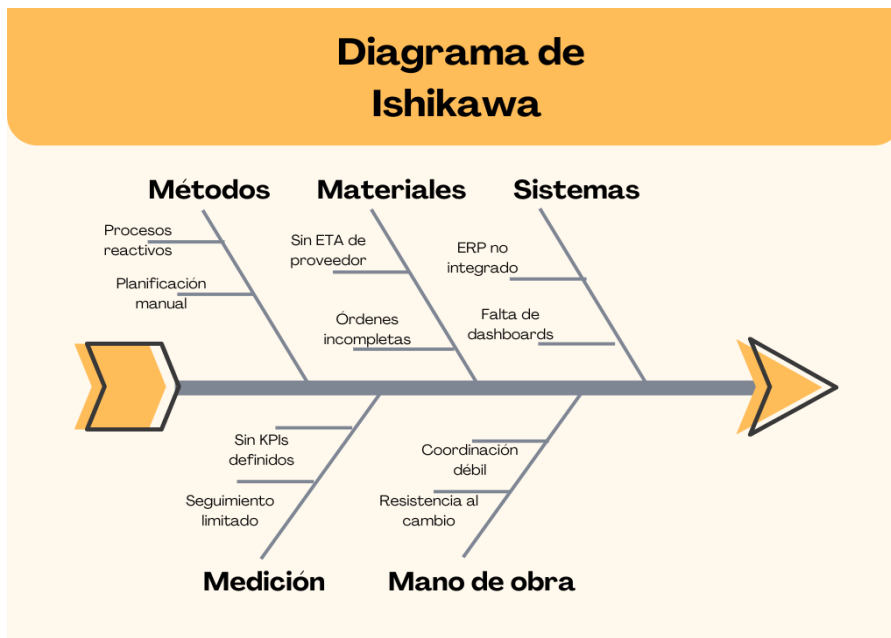 Diagrama de
Ishikawa
Métodos
Materiales
Sistemas
Procesos
reactivos
Planificación
manual
Sin ETA de
proveedor
Órdenes
incompletas
ERP no
integrado
Falta de
dashboards
Sin KPIs
definidos
Seguimiento
limitado
Coordinación
débil
Resistencia al
cambio
Medición
Mano de obra